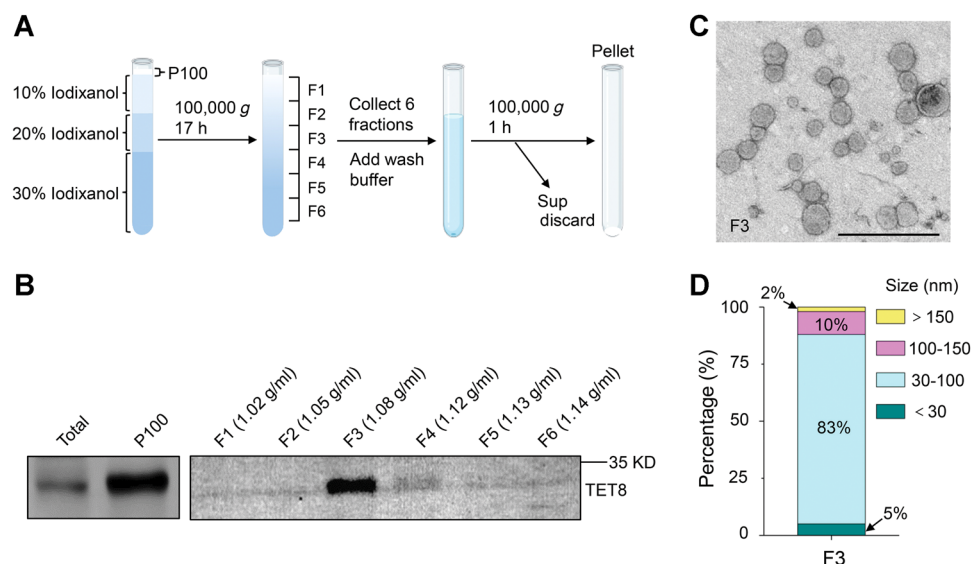 A
P100
10% Iodixanol
20% Iodixanol
30% Iodixanol
100,000 g
17 h
F1
F2
F3
F4
F5
F6
Collect 6
fractions
Add wash
buffer
100,000 g
1 h
Sup
discard
Pellet
B
Total
P100
F1 (1.02 g/ml)
F2 (1.05 g/ml)
F3 (1.08 g/ml)
F4 (1.12 g/ml)
F5 (1.13 g/ml)
F6 (1.14 g/ml)
35 KD
TET8
C
F3
D
Size (nm)
> 150
100-150
30-100
< 30
Percentage (%)
100
75
50
25
0
2%
10%
83%
5%
F3